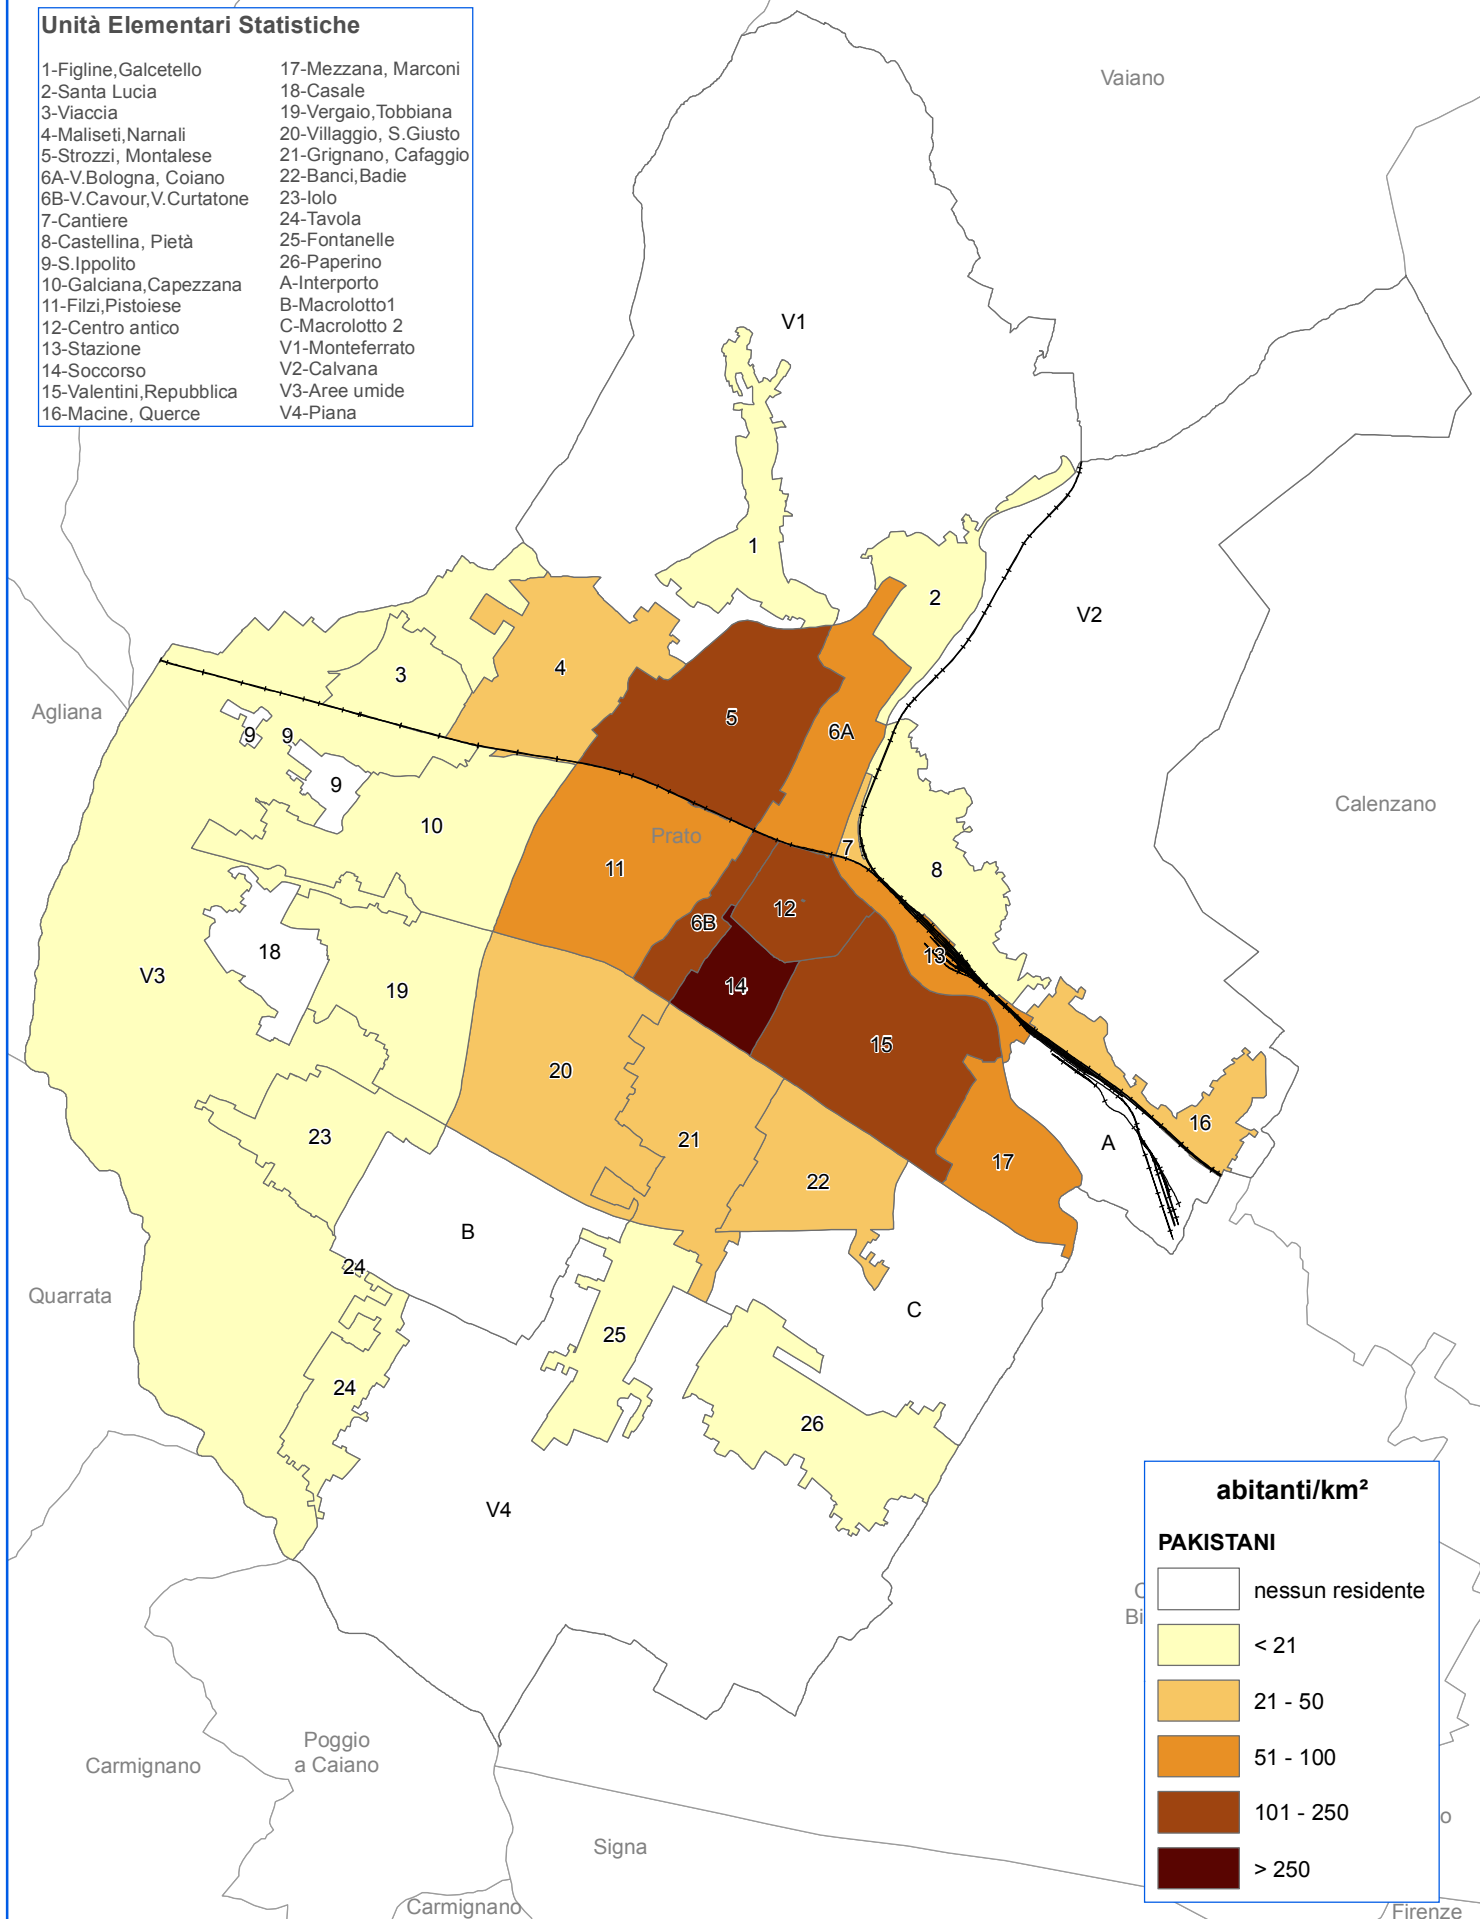 Unità Elementari Statistiche
1-Figline,Galcetello
2-Santa Lucia
3-Viaccia
4-Maliseti,Narnali
5-Strozzi, Montalese
6A-V.Bologna, Coiano
6B-V.Cavour,V.Curtatone
7-Cantiere
8-Castellina, Pietà
9-S.Ippolito
10-Galciana,Capezzana
11-Filzi,Pistoiese
12-Centro antico
13-Stazione
14-Soccorso
15-Valentini,Repubblica
16-Macine, Querce
17-Mezzana, Marconi
18-Casale
19-Vergaio,Tobbiana
20-Villaggio, S.Giusto
21-Grignano, Cafaggio
22-Banci,Badie
23-Iolo
24-Tavola
25-Fontanelle
26-Paperino
A-Interporto
B-Macrolotto1
C-Macrolotto 2
V1-Monteferrato
V2-Calvana
V3-Aree umide
V4-Piana
Vaiano
V1
1
2
V2
3
4
Agliana
5
6A
9
9
9
Calenzano
10
Prato
7
11
8
12
6B
18
13
V3
14
19
15
20
16
23
21
A
17
22
B
24
Quarrata
C
25
24
26
V4
Poggio
a Caiano
Carmignano
Signa
Carmignano
Firenze
C
Bi
o
abitanti/km²
PAKISTANI
nessun residente
< 21
21 - 50
51 - 100
101 - 250
> 250